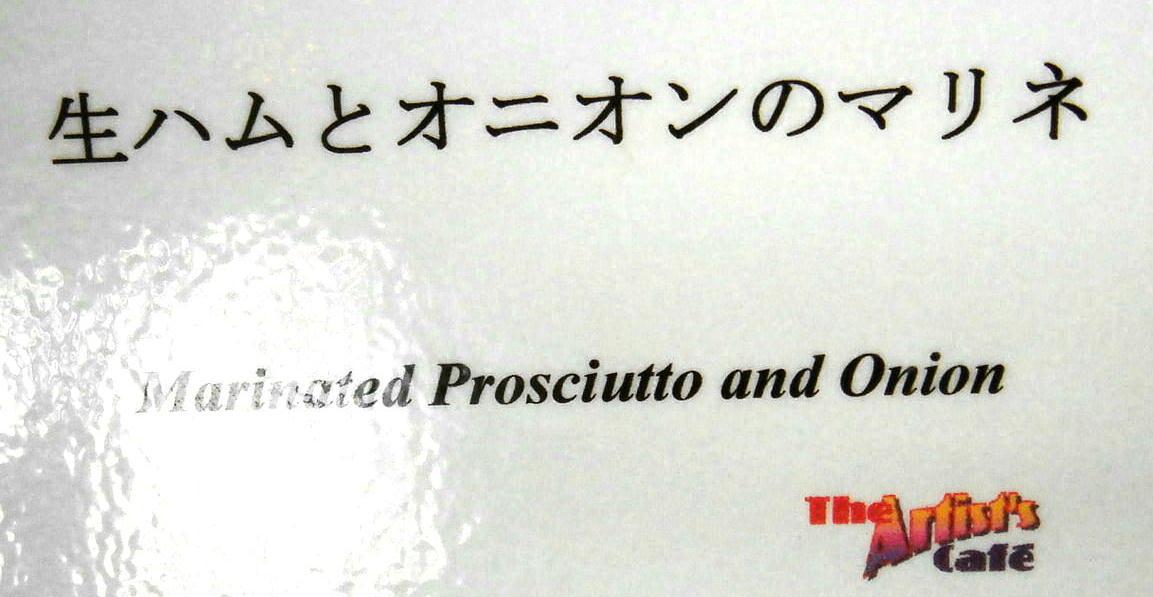 生ハムとオニオンのマリネ
Marinated Prosciutto and Onion
The Artist's
Café